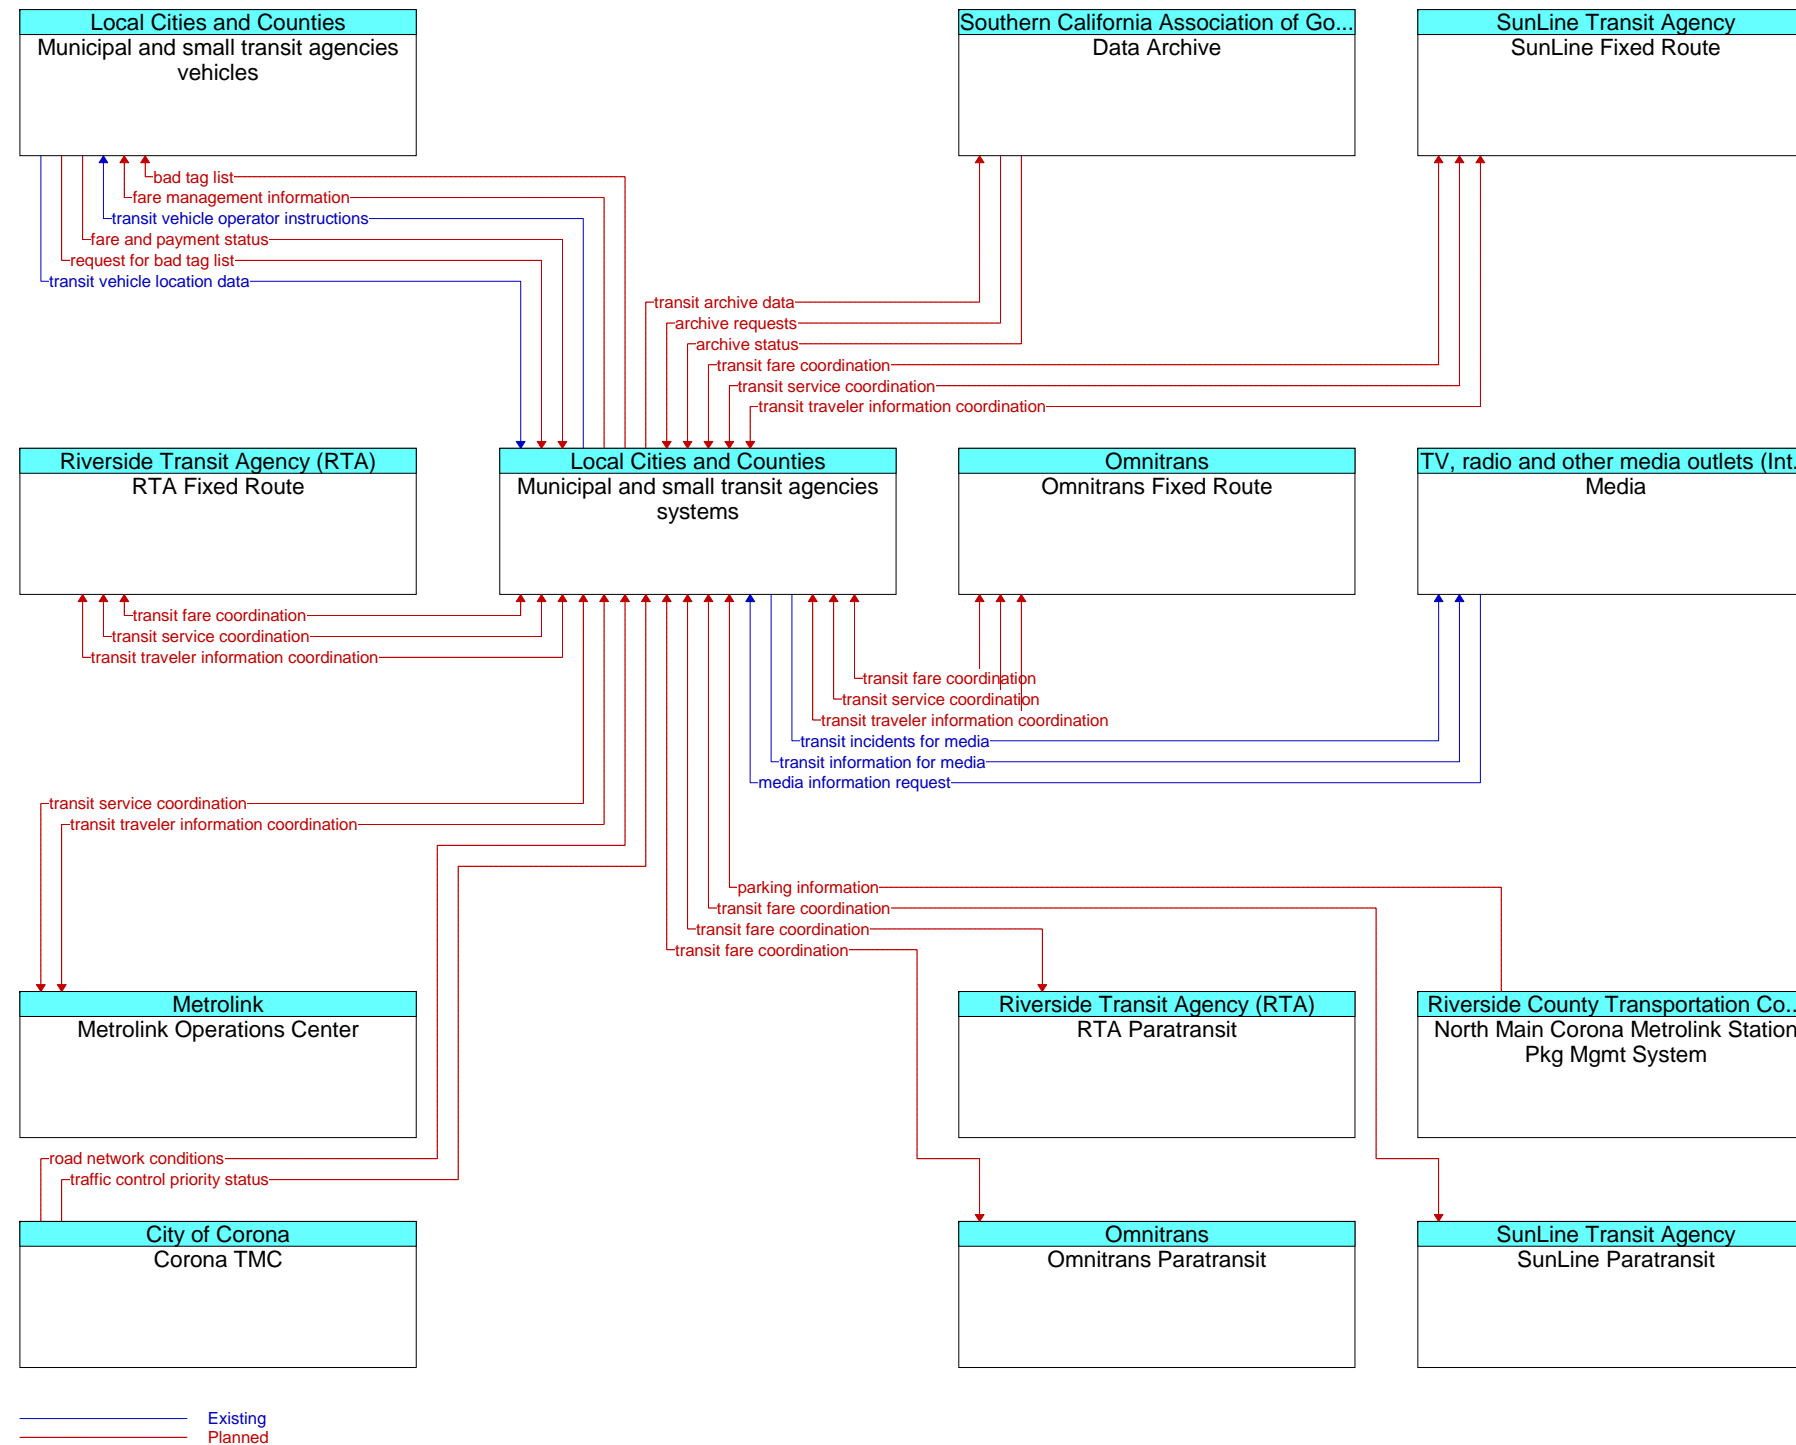 Local Cities and Counties
Municipal and small transit agencies
vehicles
Southern California Association of Go...
Data Archive
SunLine Transit Agency
SunLine Fixed Route
bad tag list
fare management information
transit vehicle operator instructions
fare and payment status
request for bad tag list
transit vehicle location data
transit archive data
archive requests
archive status
transit fare coordination
transit service coordination
transit traveler information coordination
Riverside Transit Agency (RTA)
RTA Fixed Route
Local Cities and Counties
Municipal and small transit agencies
systems
Omnitrans
Omnitrans Fixed Route
TV, radio and other media outlets (Int..
Media
transit fare coordination
transit service coordination
transit traveler information coordination
transit fare coordination
transit service coordination
transit traveler information coordination
transit incidents for media
transit information for media
media information request
transit service coordination
transit traveler information coordination
parking information
transit fare coordination
transit fare coordination
transit fare coordination
Metrolink
Metrolink Operations Center
Riverside Transit Agency (RTA)
RTA Paratransit
Riverside County Transportation Co...
North Main Corona Metrolink Station
Pkg Mgmt System
road network conditions
traffic control priority status
City of Corona
Corona TMC
Omnitrans
Omnitrans Paratransit
SunLine Transit Agency
SunLine Paratransit
Existing
Planned